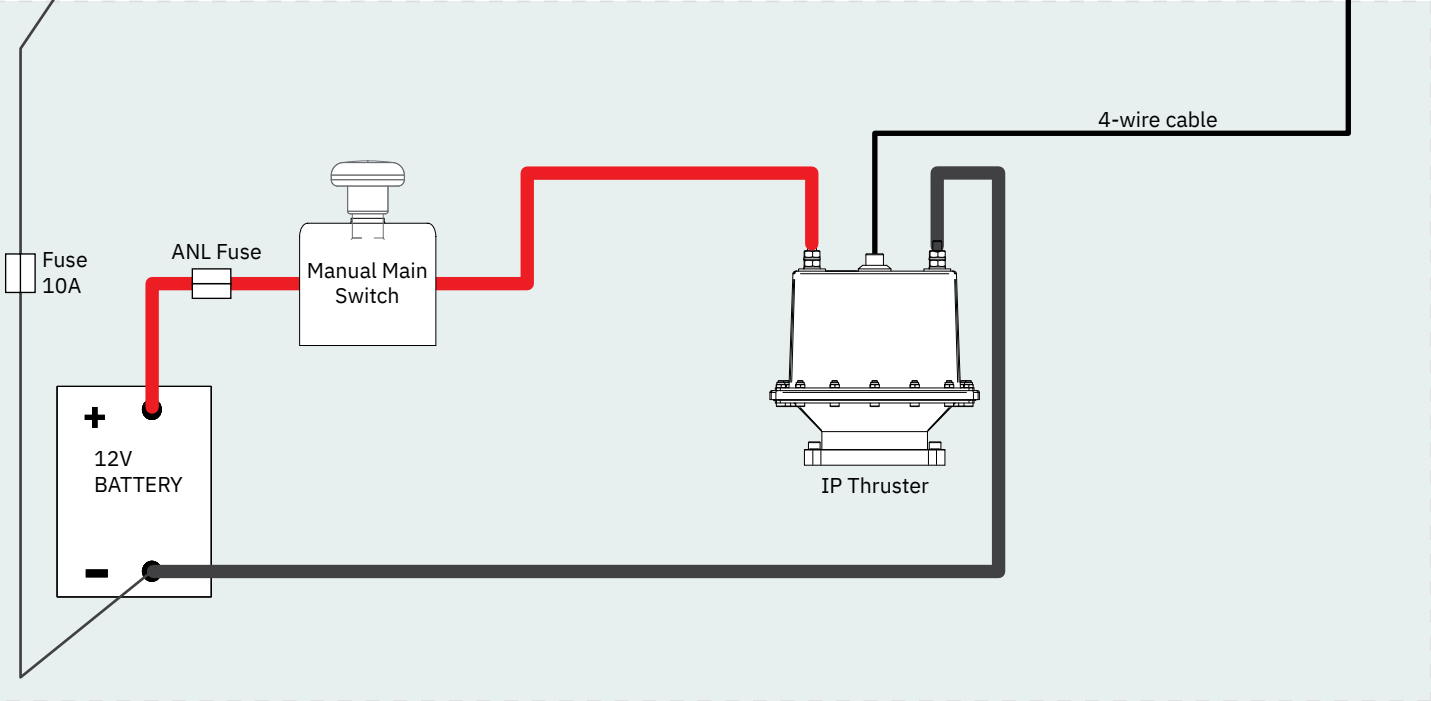 4-wire cable
ANL Fuse
Fuse
10A
Manual Main
Switch
+
12V
BATTERY
-
IP Thruster